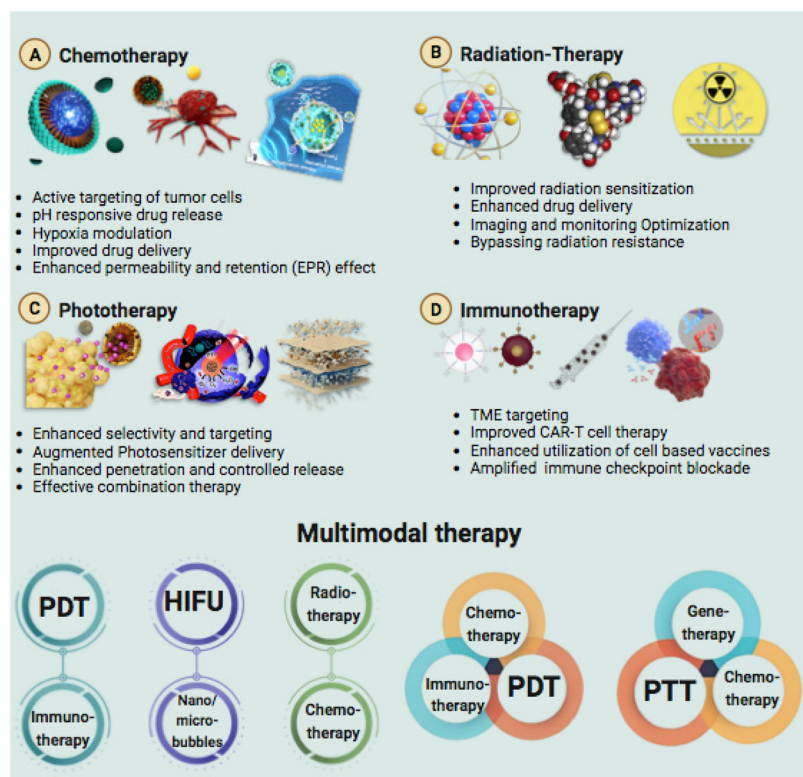 A Chemotherapy
• Active targeting of tumor cells
• pH responsive drug release
• Hypoxia modulation
• Improved drug delivery
• Enhanced permeability and retention (EPR) effect
B Radiation-Therapy
• Improved radiation sensitization
• Enhanced drug delivery
• Imaging and monitoring Optimization
• Bypassing radiation resistance
C Phototherapy
• Enhanced selectivity and targeting
• Augmented Photosensitizer delivery
• Enhanced penetration and controlled release
• Effective combination therapy
D Immunotherapy
• TME targeting
• Improved CAR-T cell therapy
• Enhanced utilization of cell based vaccines
• Amplified immune checkpoint blockade
Multimodal therapy
PDT
Immuno-
therapy
HIFU
Nano/
micro-
bubbles
Radio-
therapy
Chemo-
therapy
Chemo-
therapy
Immuno-
therapy
PDT
Gene-
therapy
PTT
Chemo-
therapy